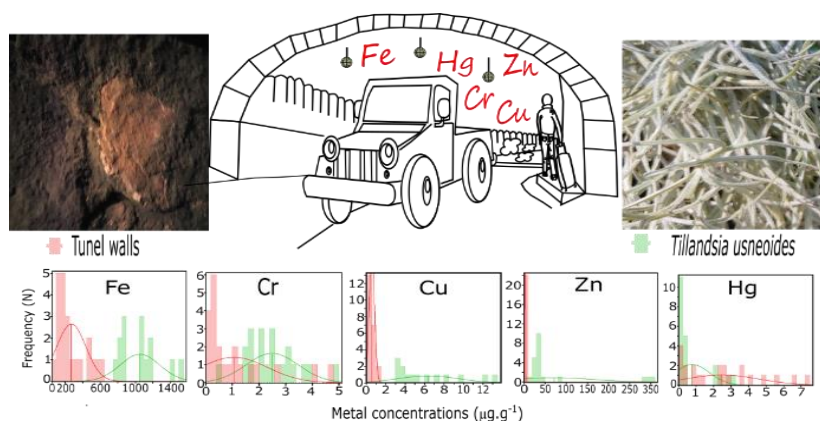 Fe
Hg
Zn
Cr
Cu
Tunel walls
Tillandsia usneoides
Frequency (N)
Fe
5
4
3
2
1
0
0 200 600 1000 1400
Cr
6
5
4
3
2
1
0
0 1 2 3 4 5
Cu
12
10
8
6
4
2
0
0 2 4 6 8 10 12
Zn
20
15
10
5
0
0 50 150 250 350
Hg
10
8
6
4
2
0
0 1 2 3 4 5 6 7
Metal concentrations (μg.g⁻¹)